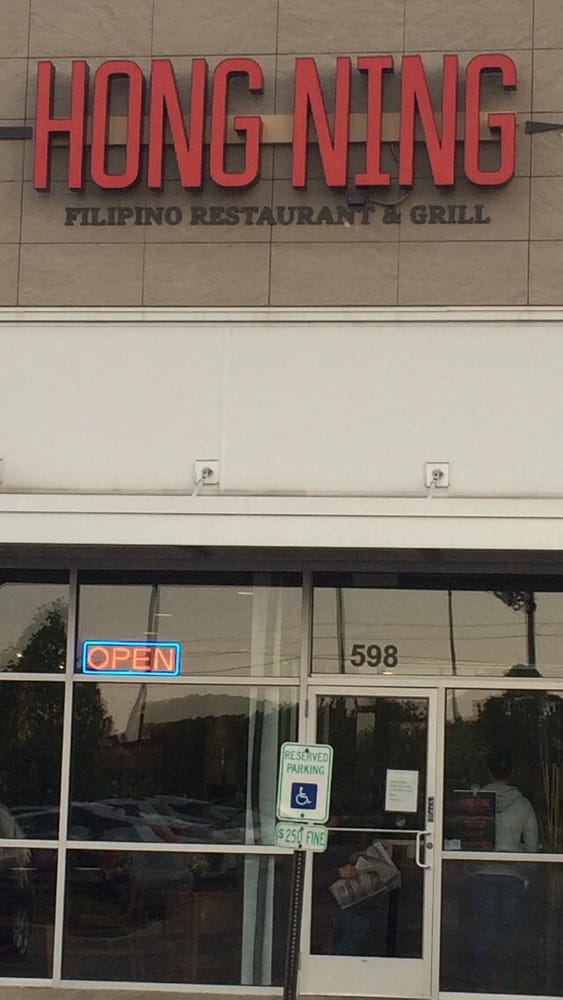 HONG NING
FILIPINO RESTAURANT & GRILL
OPEN
598
RESERVED
PARKING
$250 FINE